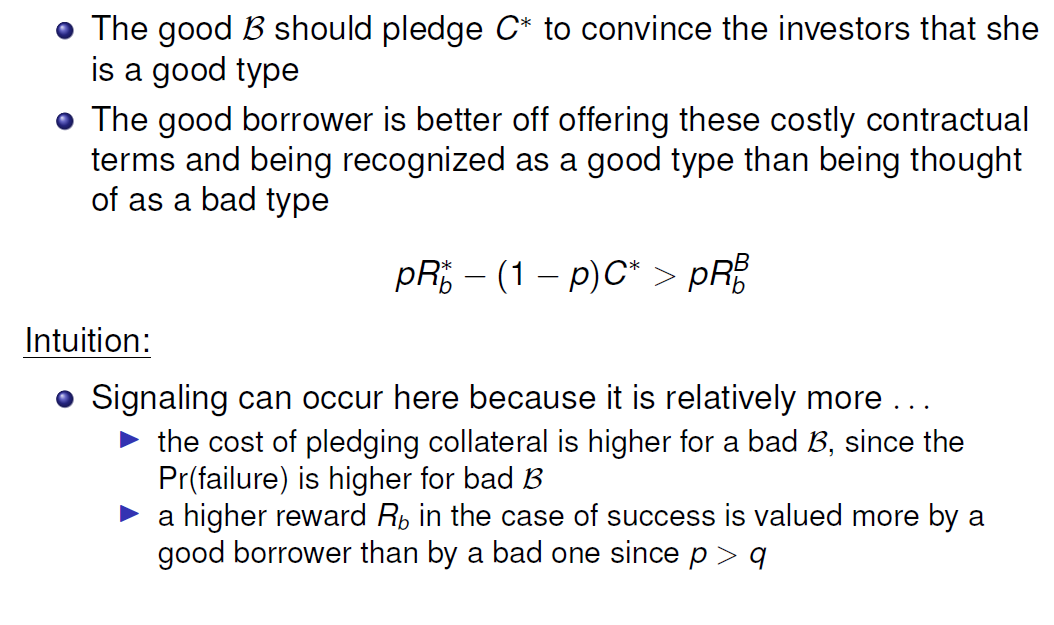 The good ℬ should pledge C* to convince the investors that she
is a good type
The good borrower is better off offering these costly contractual
terms and being recognized as a good type than being thought
of as a bad type
pR_b^* − (1 − p)C* > pR_b^B
Intuition:
Signaling can occur here because it is relatively more . . .
the cost of pledging collateral is higher for a bad ℬ, since the
Pr(failure) is higher for bad ℬ
a higher reward R_b in the case of success is valued more by a
good borrower than by a bad one since p > q